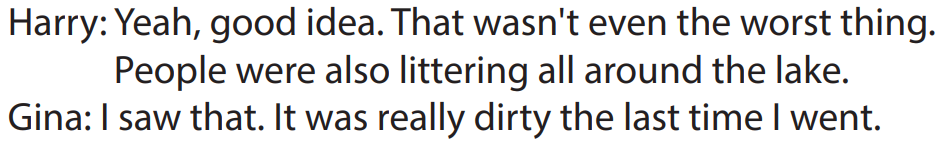 Harry: Yeah, good idea. That wasn't even the worst thing.
People were also littering all around the lake.
Gina: I saw that. It was really dirty the last time I went.